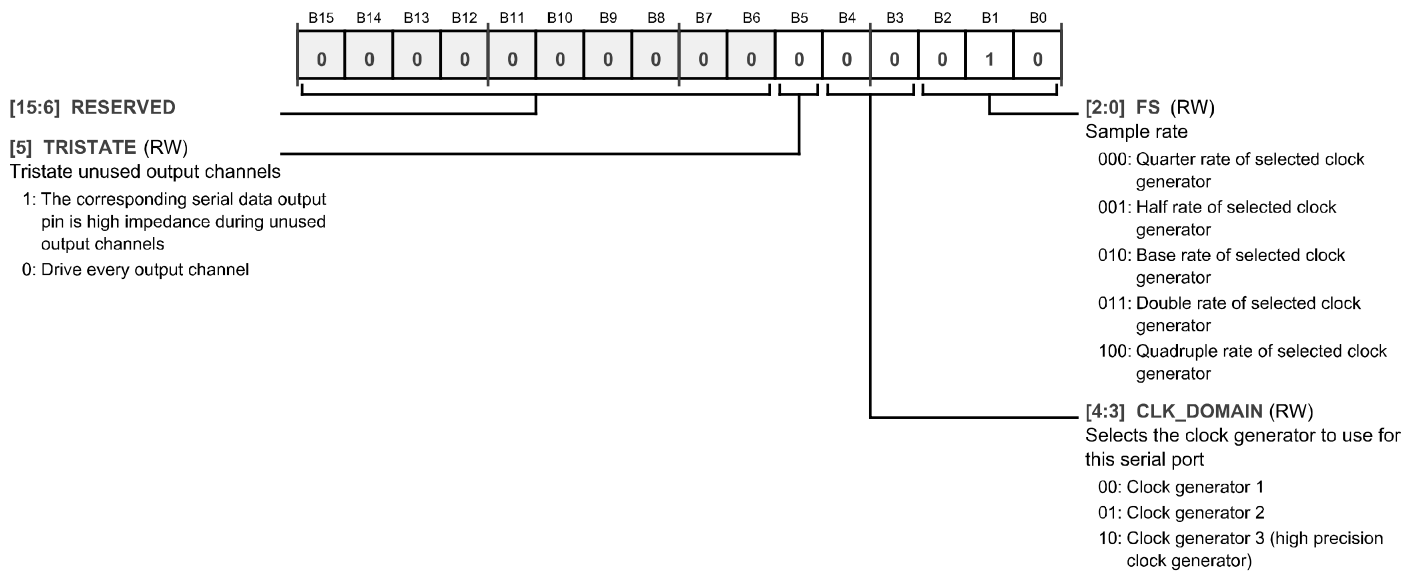 B15 B14 B13 B12 B11 B10 B9 B8 B7 B6 B5 B4 B3 B2 B1 B0
0 0 0 0 0 0 0 0 0 0 0 0 0 0 1 0
[15:6] RESERVED
[5] TRISTATE (RW)
Tristate unused output channels
1: The corresponding serial data output
pin is high impedance during unused
output channels
0: Drive every output channel
[2:0] FS (RW)
Sample rate
000: Quarter rate of selected clock
generator
001: Half rate of selected clock
generator
010: Base rate of selected clock
generator
011: Double rate of selected clock
generator
100: Quadruple rate of selected clock
generator
[4:3] CLK_DOMAIN (RW)
Selects the clock generator to use for
this serial port
00: Clock generator 1
01: Clock generator 2
10: Clock generator 3 (high precision
clock generator)